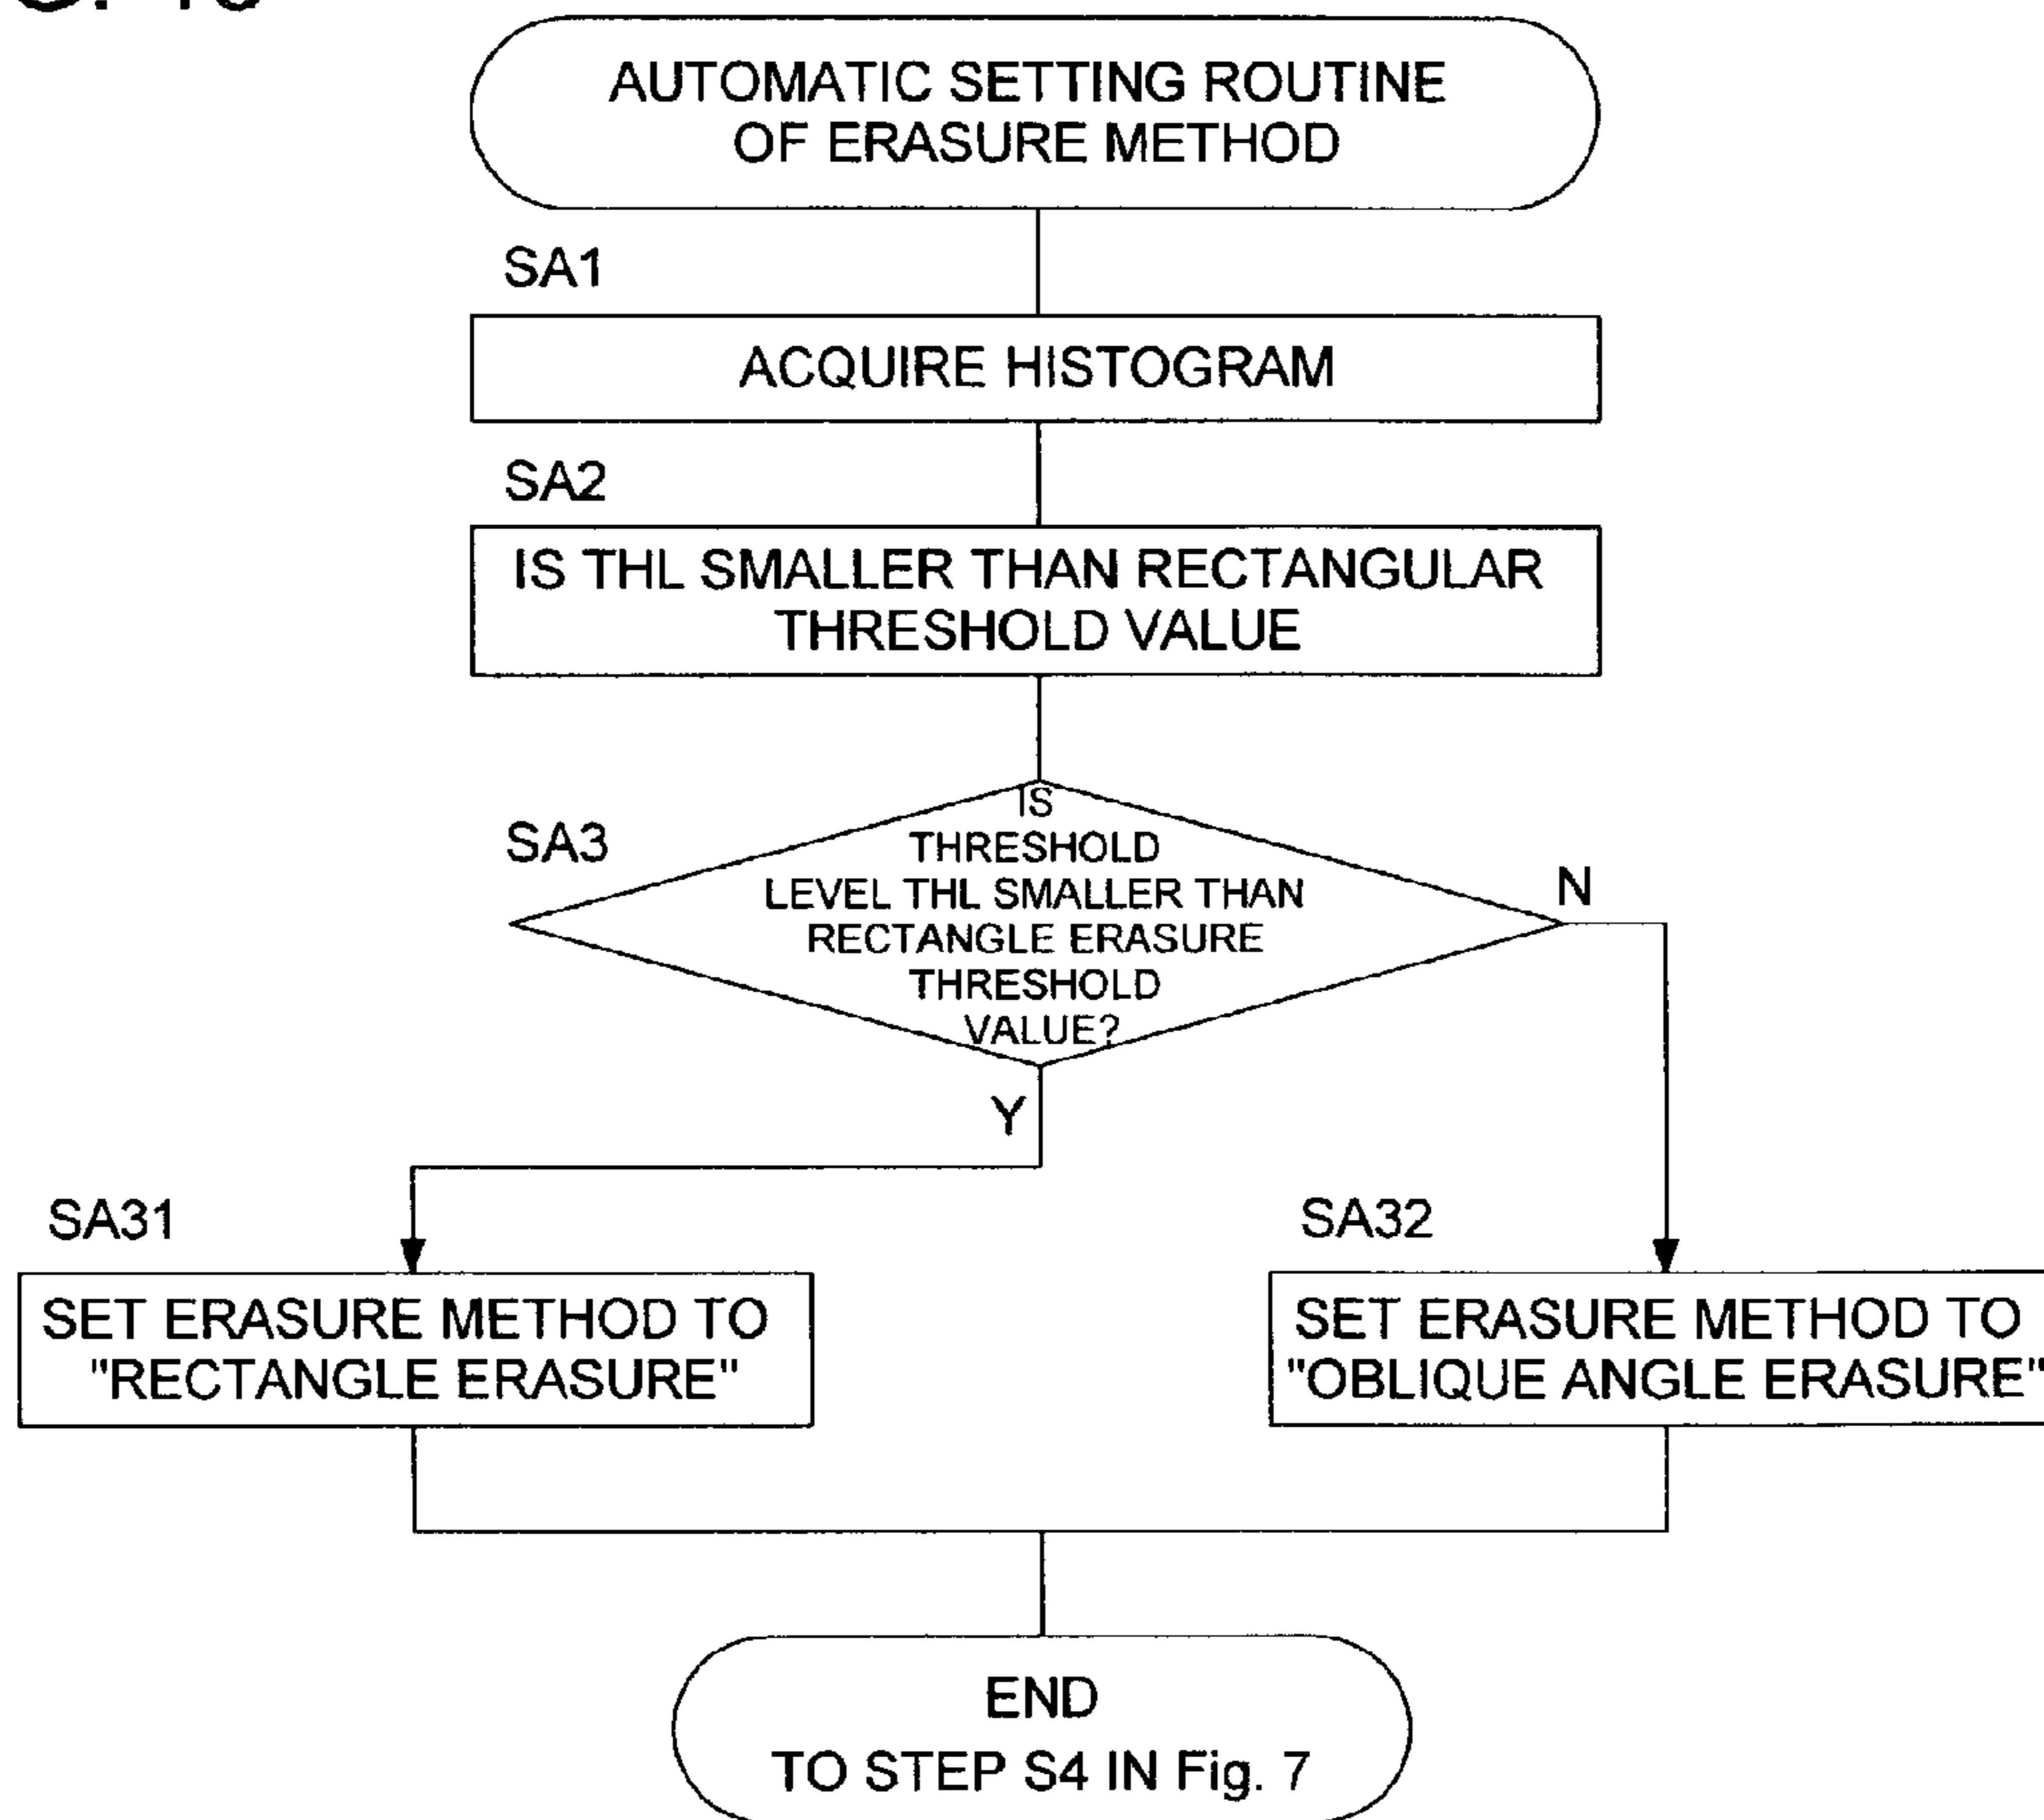 AUTOMATIC SETTING ROUTINE
OF ERASURE METHOD
SA1
ACQUIRE HISTOGRAM
SA2
IS THL SMALLER THAN RECTANGULAR
THRESHOLD VALUE
SA3
IS
THRESHOLD
LEVEL THL SMALLER THAN
RECTANGLE ERASURE
THRESHOLD
VALUE?
N
Y
SA31
SET ERASURE METHOD TO
"RECTANGLE ERASURE"
SA32
SET ERASURE METHOD TO
"OBLIQUE ANGLE ERASURE"
END
TO STEP S4 IN Fig. 7